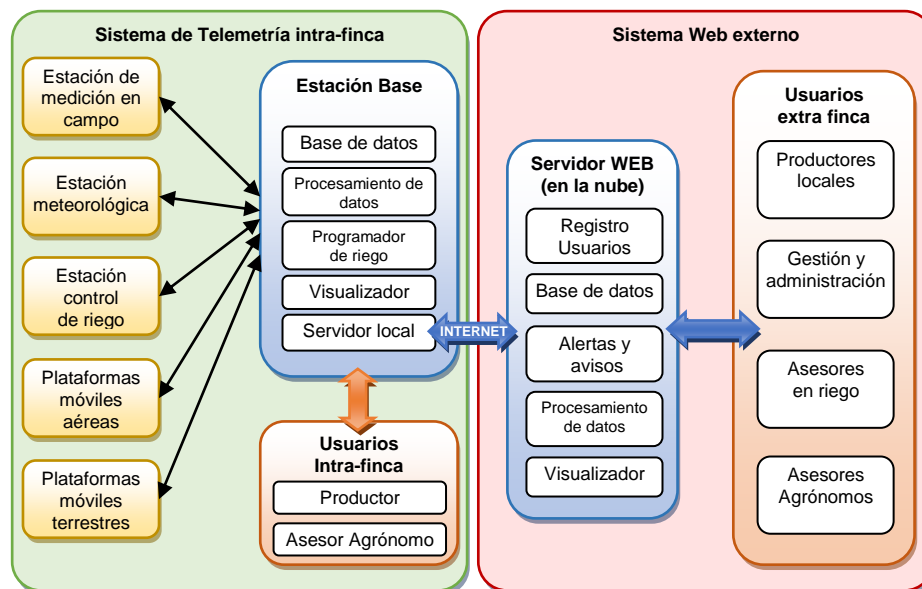 Sistema de Telemetría intra-finca
Estación de
medición en
campo
Estación
meteorológica
Estación
control
de riego
Plataformas
móviles
aéreas
Plataformas
móviles
terrestres
Estación Base
Base de datos
Procesamiento de
datos
Programador
de riego
Visualizador
Servidor local
Usuarios
Intra-finca
Productor
Asesor Agrónomo
INTERNET
Sistema Web externo
Servidor WEB
(en la nube)
Registro
Usuarios
Base de datos
Alertas y
avisos
Procesamiento
de datos
Visualizador
Usuarios
extra finca
Productores
locales
Gestión y
administración
Asesores
en riego
Asesores
Agrónomos